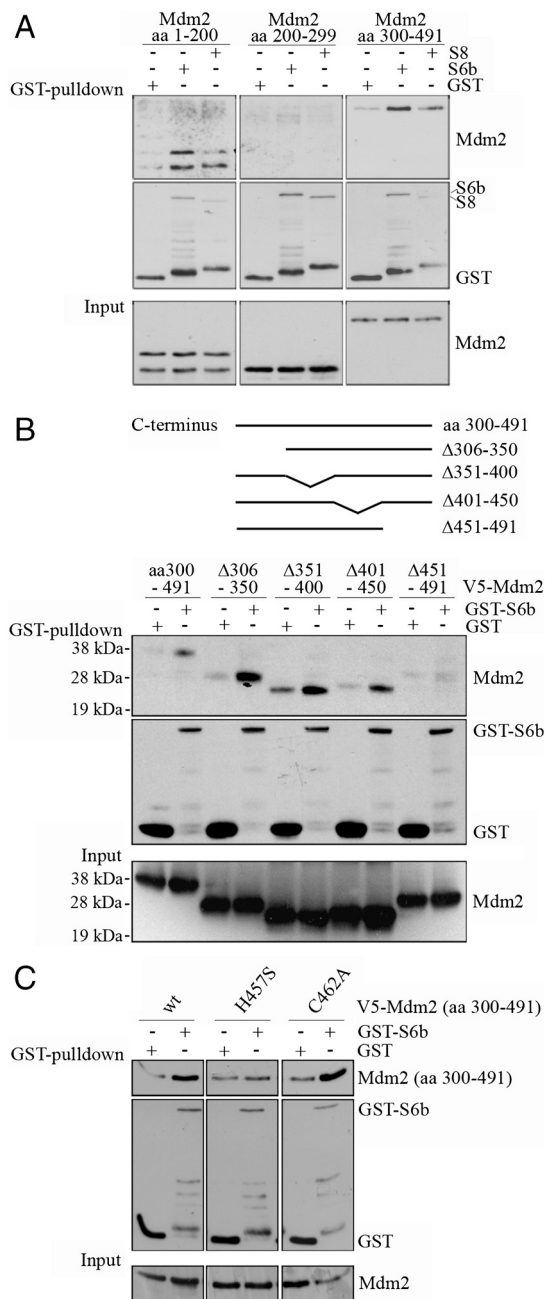 A
Mdm2 Mdm2 Mdm2
aa 1-200 aa 200-299 aa 300-491
- - + - - + - - + S8
- + - - + - - + - S6b
GST-pulldown + - - + - - + - - GST
Mdm2
S6b
S8
GST
Input
Mdm2
B
C-terminus aa 300-491
Δ306-350
Δ351-400
Δ401-450
Δ451-491
aa300 Δ306 Δ351 Δ401 Δ451
- 491 - 350 - 400 - 450 - 491 V5-Mdm2
- + - + - + - + - + GST-S6b
GST-pulldown + - + - + - + - + - GST
38 kDa-
28 kDa- Mdm2
19 kDa-
GST-S6b
GST
Input
38 kDa-
28 kDa- Mdm2
19 kDa-
C
wt H457S C462A V5-Mdm2 (aa 300-491)
- + - + - + GST-S6b
GST-pulldown + - + - + - GST
Mdm2 (aa 300-491)
GST-S6b
GST
Input
Mdm2